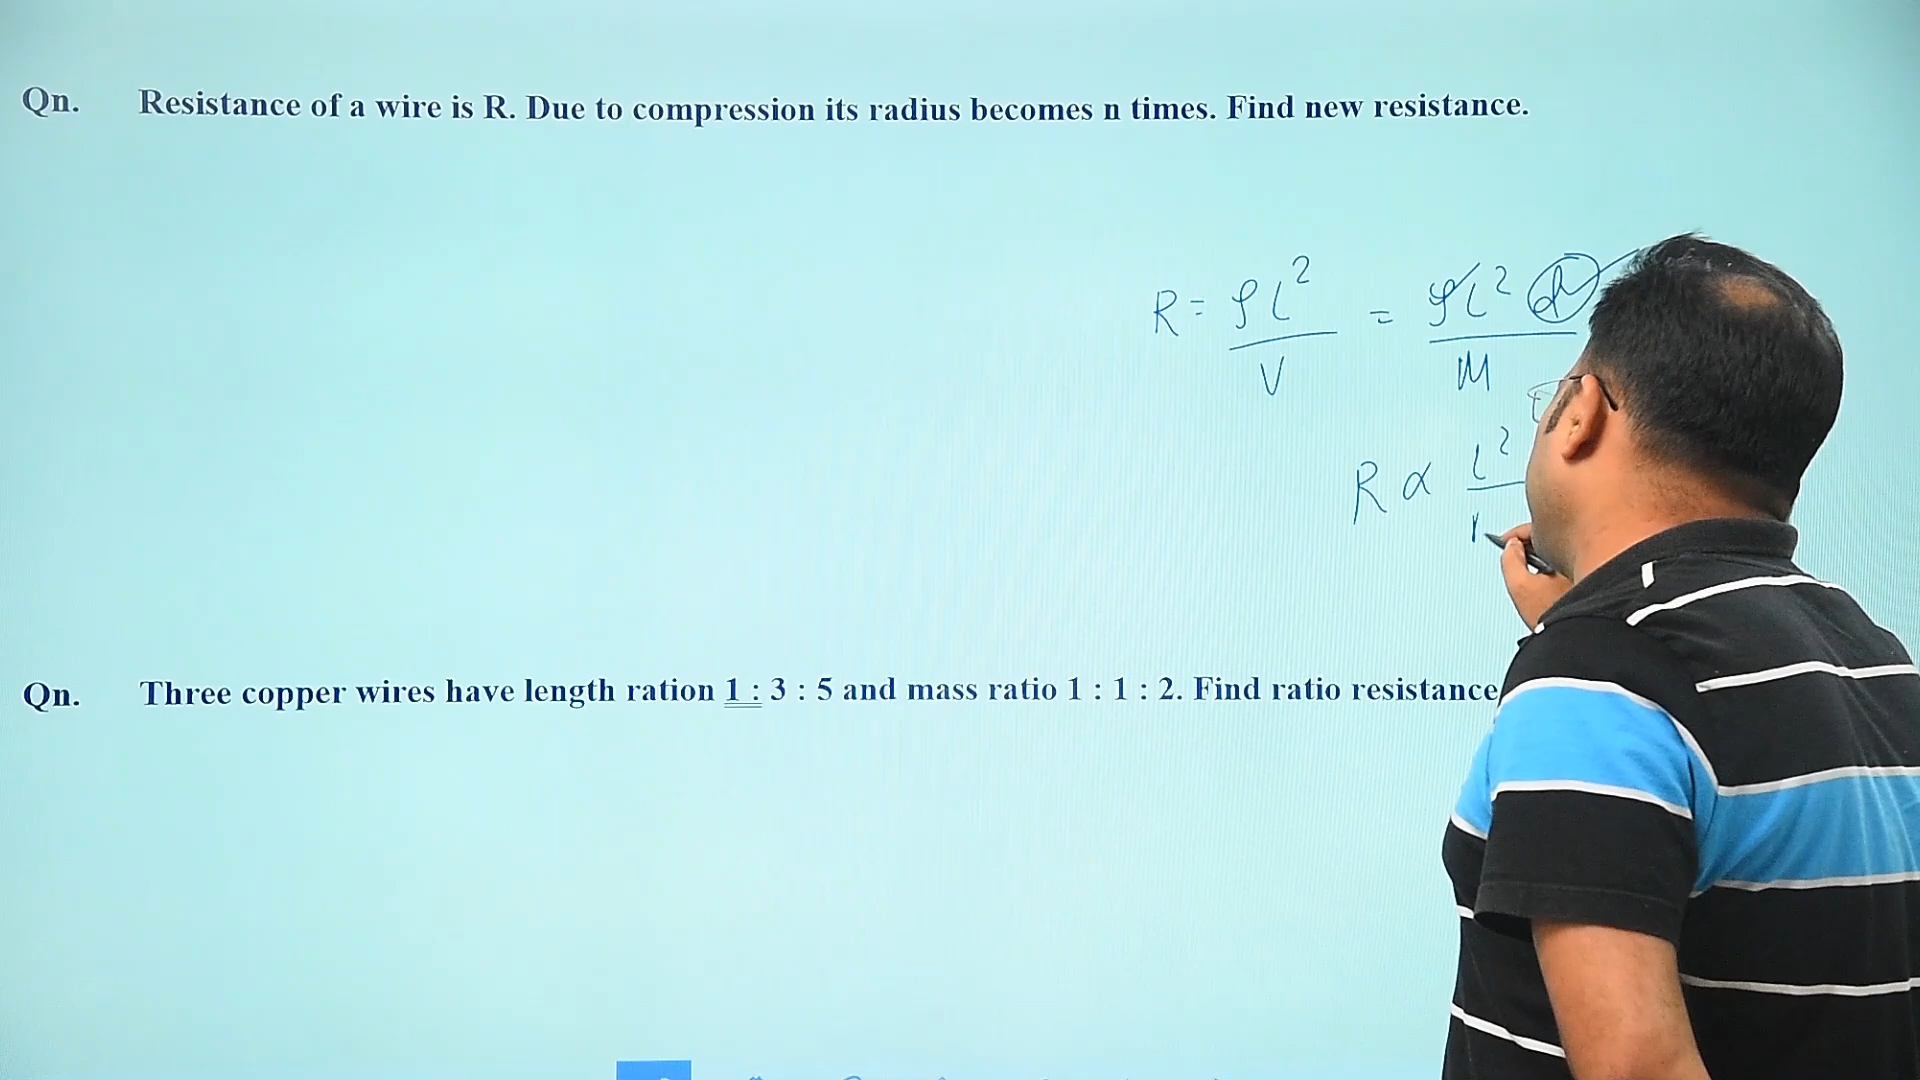 Qn. Resistance of a wire is R. Due to compression its radius becomes n times. Find new resistance.
R = ρl² / V = ρl² d / M
R ∝ l²
Qn. Three copper wires have length ration 1 : 3 : 5 and mass ratio 1 : 1 : 2. Find ratio resistance